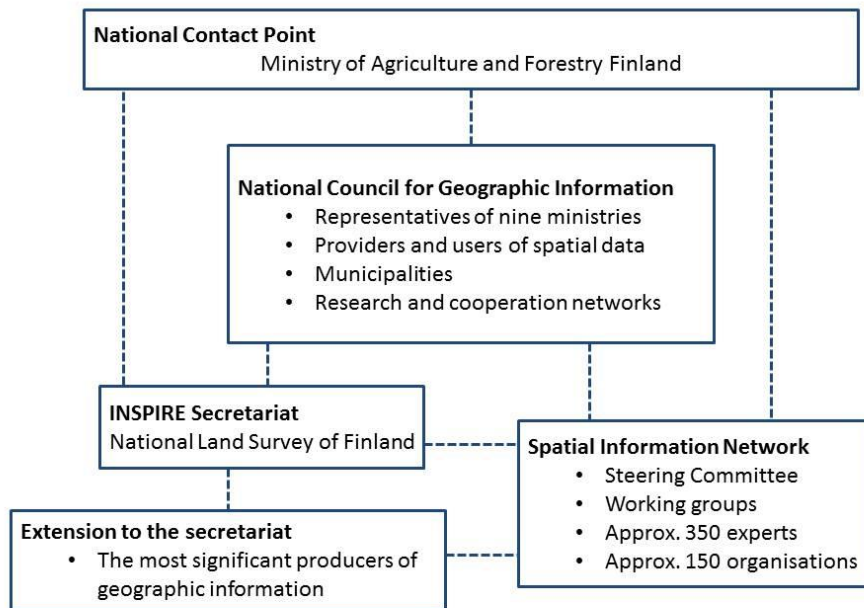 National Contact Point
Ministry of Agriculture and Forestry Finland
National Council for Geographic Information
• Representatives of nine ministries
• Providers and users of spatial data
• Municipalities
• Research and cooperation networks
INSPIRE Secretariat
National Land Survey of Finland
Spatial Information Network
• Steering Committee
• Working groups
• Approx. 350 experts
• Approx. 150 organisations
Extension to the secretariat
• The most significant producers of
geographic information